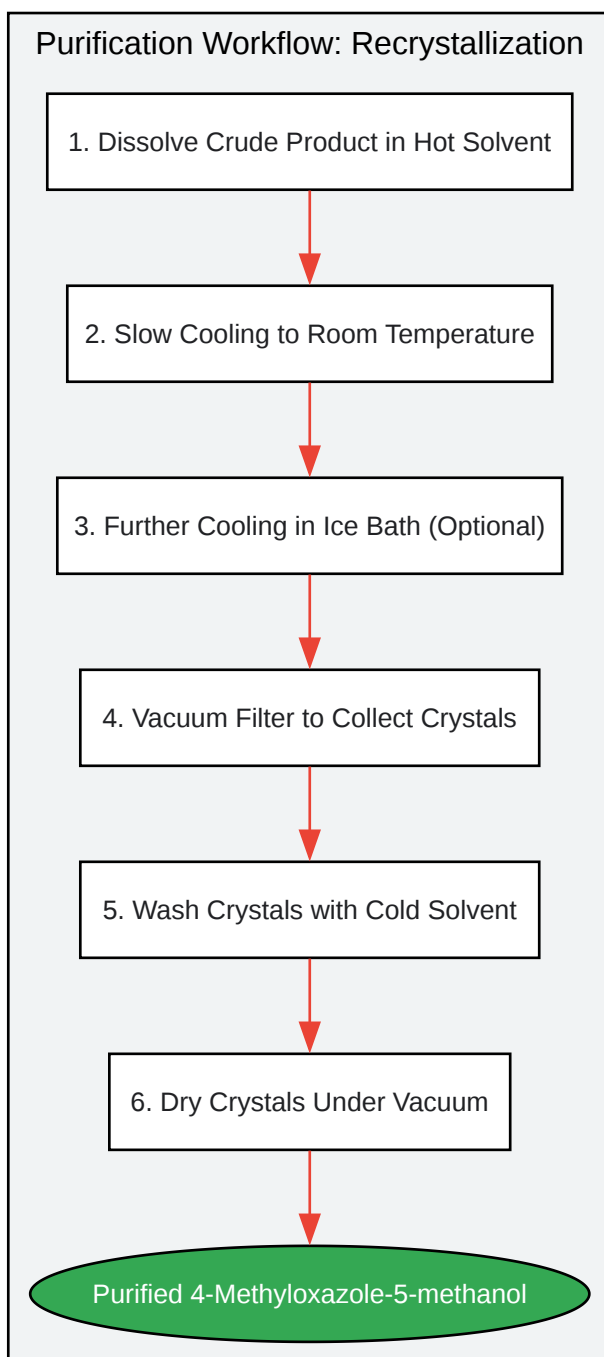 Purification Workflow: Recrystallization
1. Dissolve Crude Product in Hot Solvent
2. Slow Cooling to Room Temperature
3. Further Cooling in Ice Bath (Optional)
4. Vacuum Filter to Collect Crystals
5. Wash Crystals with Cold Solvent
6. Dry Crystals Under Vacuum
Purified 4-Methyloxazole-5-methanol